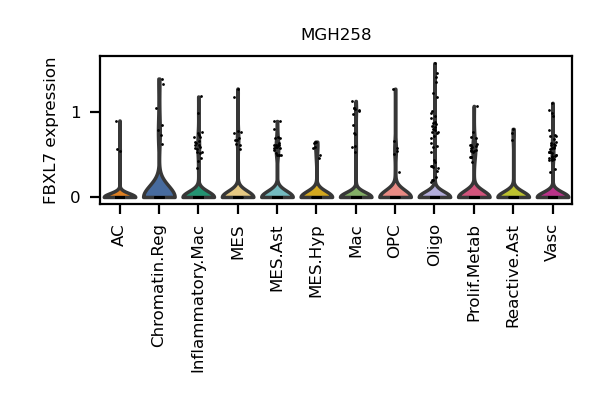 MGH258
FBXL7 expression
1
0
AC
Chromatin.Reg
Inflammatory.Mac
MES
MES.Ast
MES.Hyp
Mac
OPC
Oligo
Prolif.Metab
Reactive.Ast
Vasc